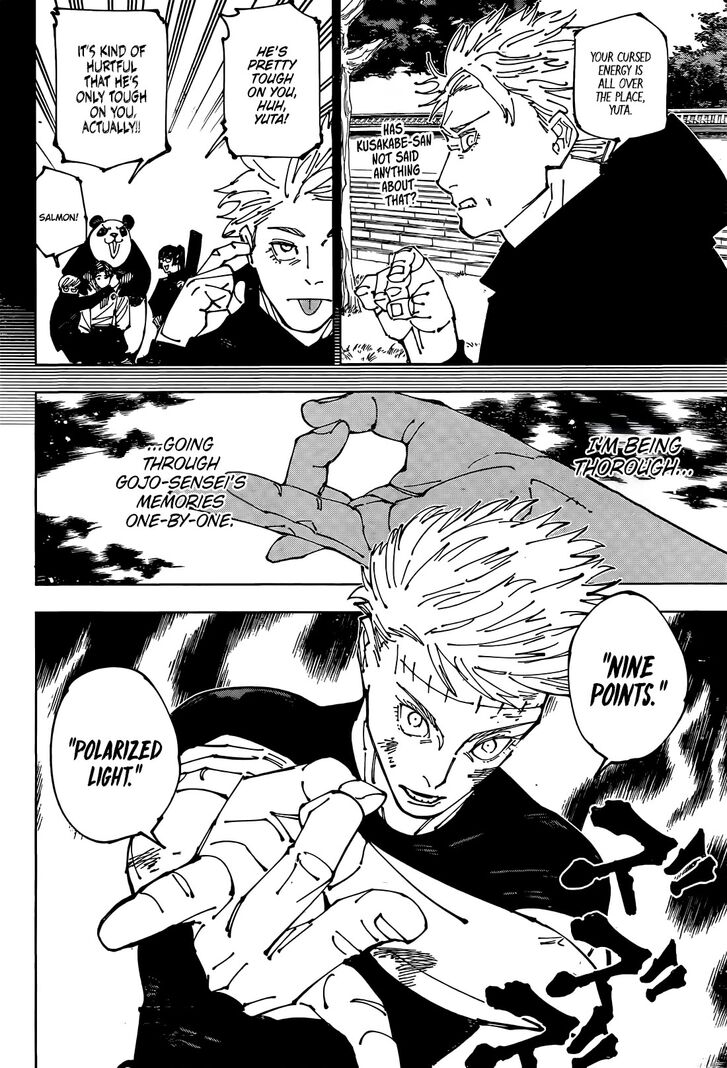 YOUR CURSED
ENERGY IS
ALL OVER
THE PLACE,
YUTA.
HAS
KUSAKABE-SAN
NOT SAID
ANYTHING
ABOUT
THAT?
HE'S
PRETTY
TOUGH
ON YOU,
HUH,
YUTA!
IT'S KIND OF
HURTFUL
THAT HE'S
ONLY TOUGH
ON YOU,
ACTUALLY!!
SALMON!
I'M BEING
THOROUGH...
...GOING
THROUGH
GOJO-SENSEI'S
MEMORIES
ONE-BY-ONE.
"NINE
POINTS."
"POLARIZED
LIGHT."